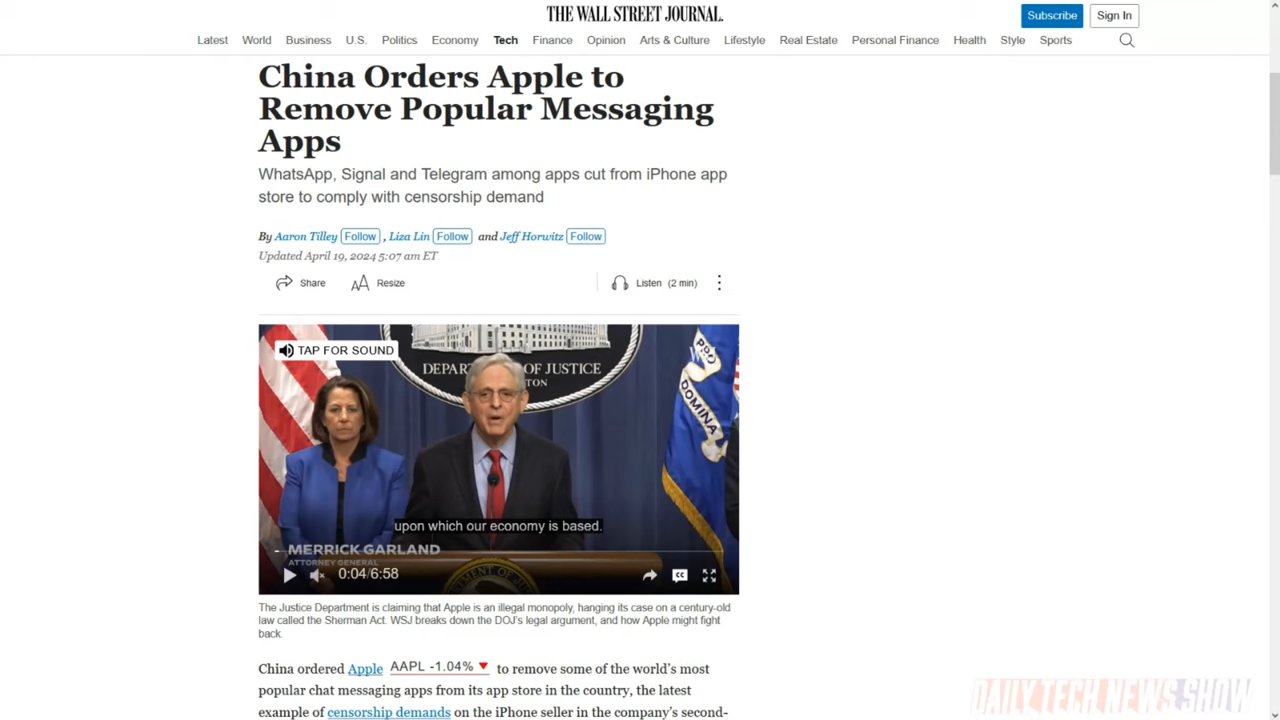 THE WALL STREET JOURNAL.
Subscribe Sign In
Latest World Business U.S. Politics Economy Tech Finance Opinion Arts & Culture Lifestyle Real Estate Personal Finance Health Style Sports
China Orders Apple to
Remove Popular Messaging
Apps
WhatsApp, Signal and Telegram among apps cut from iPhone app
store to comply with censorship demand
By Aaron Tilley Follow , Liza Lin Follow and Jeff Horwitz Follow
Updated April 19, 2024 5:07 am ET
Share AA Resize Listen (2 min)
TAP FOR SOUND
DEPAR OF JUSTICE
TON
PRO
DOMINA
upon which our economy is based.
MERRICK GARLAND
ATTORNEY GENERAL
0:04/6:58
CC
The Justice Department is claiming that Apple is an illegal monopoly, hanging its case on a century-old
law called the Sherman Act. WSJ breaks down the DOJ's legal argument, and how Apple might fight
back.
China ordered Apple AAPL -1.04% to remove some of the world's most
popular chat messaging apps from its app store in the country, the latest
example of censorship demands on the iPhone seller in the company's second-
DAILY TECH NEWS SHOW